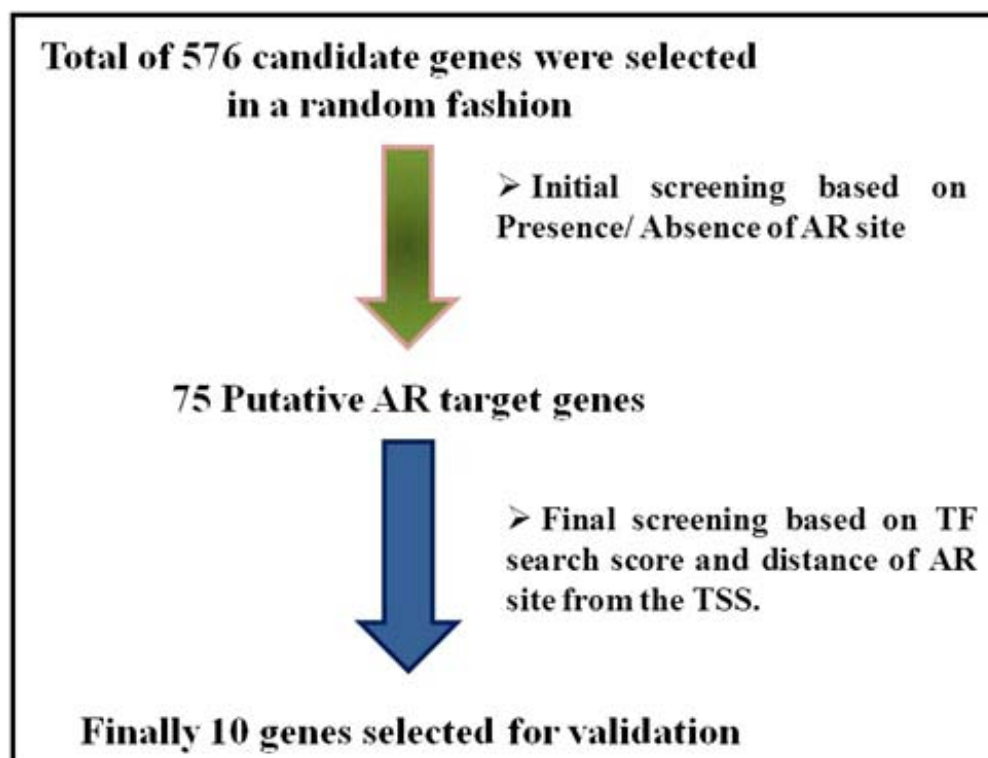 Total of 576 candidate genes were selected
in a random fashion
➢ Initial screening based on
Presence/ Absence of AR site
75 Putative AR target genes
➢ Final screening based on TF
search score and distance of AR
site from the TSS.
Finally 10 genes selected for validation